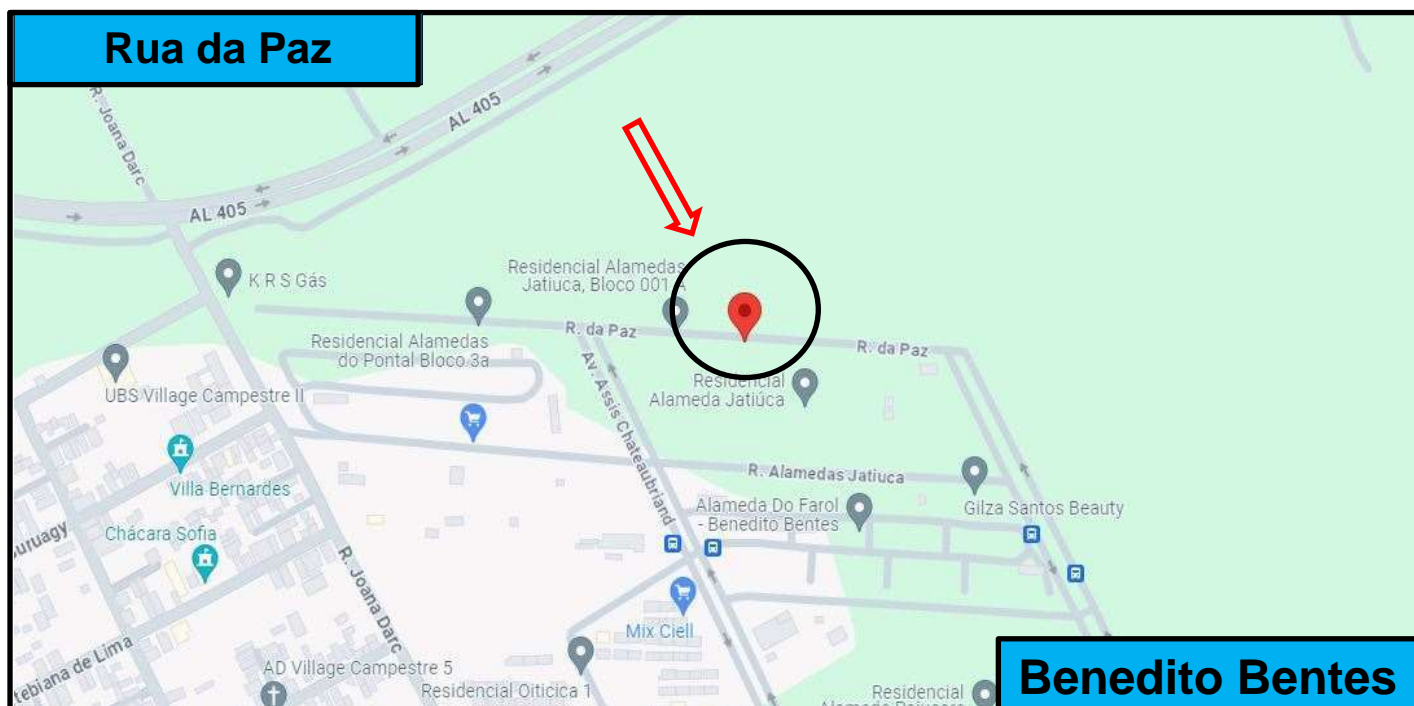 Rua da Paz
R. Joana Darc
AL 405
AL 405
K R S Gás
Residencial Alamedas
Jatiuca, Bloco 001 A
R. da Paz
R. da Paz
Residencial Alamedas
do Pontal Bloco 3a
UBS Village Campestre II
Residencial
Alameda Jatiúca
Av. Assis Chateaubriand
Villa Bernardes
R. Alamedas Jatiuca
Alameda Do Farol
- Benedito Bentes
Gilza Santos Beauty
Chácara Sofia
R. Joana Darc
Mix Ciell
de Lima
AD Village Campestre 5
Residencial Oiticica 1
Residencial
Benedito Bentes